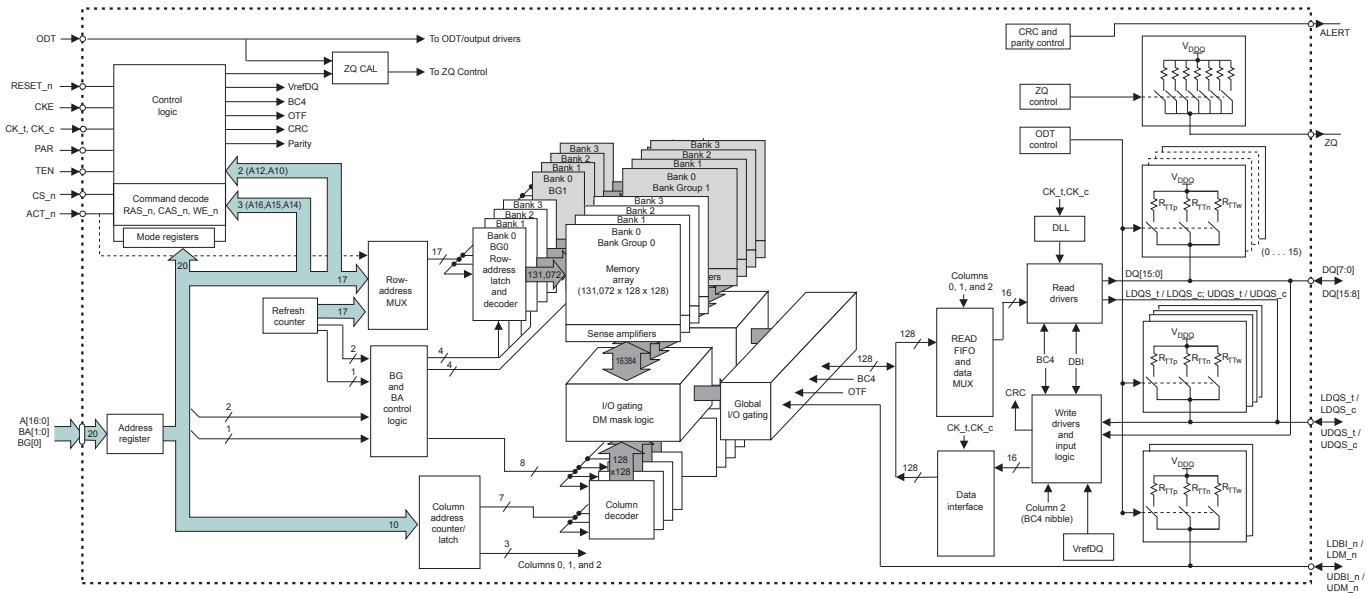 ODT
To ODT/output drivers
ZQ CAL
To ZQ Control
RESET_n
CKE
CK_t, CK_c
PAR
TEN
CS_n
ACT_n
Control
logic
VrefDQ
BC4
OTF
CRC
Parity
2 (A12,A10)
Command decode
RAS_n, CAS_n, WE_n
3 (A16,A15,A14)
Mode registers
20
17
Row-
address
MUX
17
Refresh
counter
17
2
1
BG
and
BA
control
logic
4
4
2
1
A[16:0]
BA[1:0]
BG[0]
20
Address
register
10
Column
address
counter/
latch
8
7
3
Columns 0, 1, and 2
Bank 3
Bank 2
Bank 1
Bank 0
BG1
Bank 3
Bank 2
Bank 1
Bank 0
BG0
Row-
address
latch
and
decoder
131,072
Bank 3
Bank 2
Bank 1
Bank 0
Bank Group 1
Bank 3
Bank 2
Bank 1
Bank 0
Bank Group 0
Memory
array
(131,072 x 128 x 128)
Sense amplifiers
ers
16384
I/O gating
DM mask logic
128
x128
Column
decoder
Global
I/O gating
128
BC4
OTF
128
128
Columns
0, 1, and 2
READ
FIFO
and
data
MUX
16
CK_t,CK_c
Data
interface
16
CK_t,CK_c
DLL
Read
drivers
BC4
DBI
CRC
Write
drivers
and
input
logic
Column 2
(BC4 nibble)
VrefDQ
DQ[15:0]
LDQS_t / LDQS_c; UDQS_t / UDQS_c
CRC and
parity control
ZQ
control
ODT
control
VDDQ
VDDQ
RTTp RTTn RTTw
(0 . . . 15)
VDDQ
RTTp RTTn RTTw
VDDQ
RTTp RTTn RTTw
ALERT
ZQ
DQ[7:0]
DQ[15:8]
LDQS_t /
LDQS_c
UDQS_t /
UDQS_c
LDBI_n /
LDM_n
UDBI_n /
UDM_n